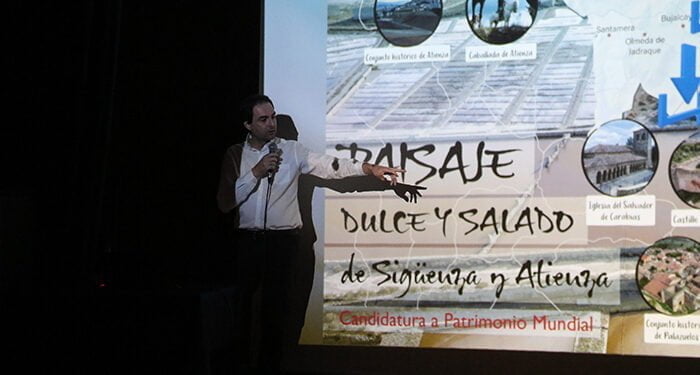 Bujalcay
Santamera
Olmeda de
Jadraque
Conjunto histórico de Atienza
Caballada de Atienza
PAISAJE
DULCE Y SALADO
de Sigüenza y Atienza
Candidatura a Patrimonio Mundial
Iglesia del Salvador
de Carabias
Castillo
Conjunto histórico
de Palazuelos